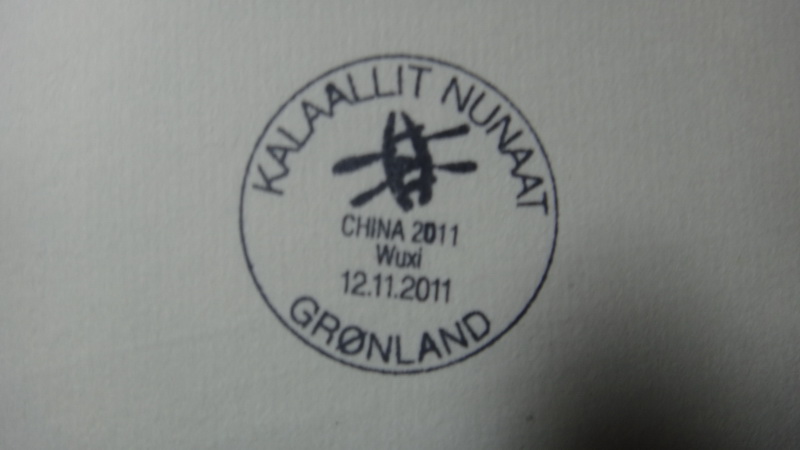 KALAALLIT NUNAAT
CHINA 2011
Wuxi
12.11.2011
GRØNLAND